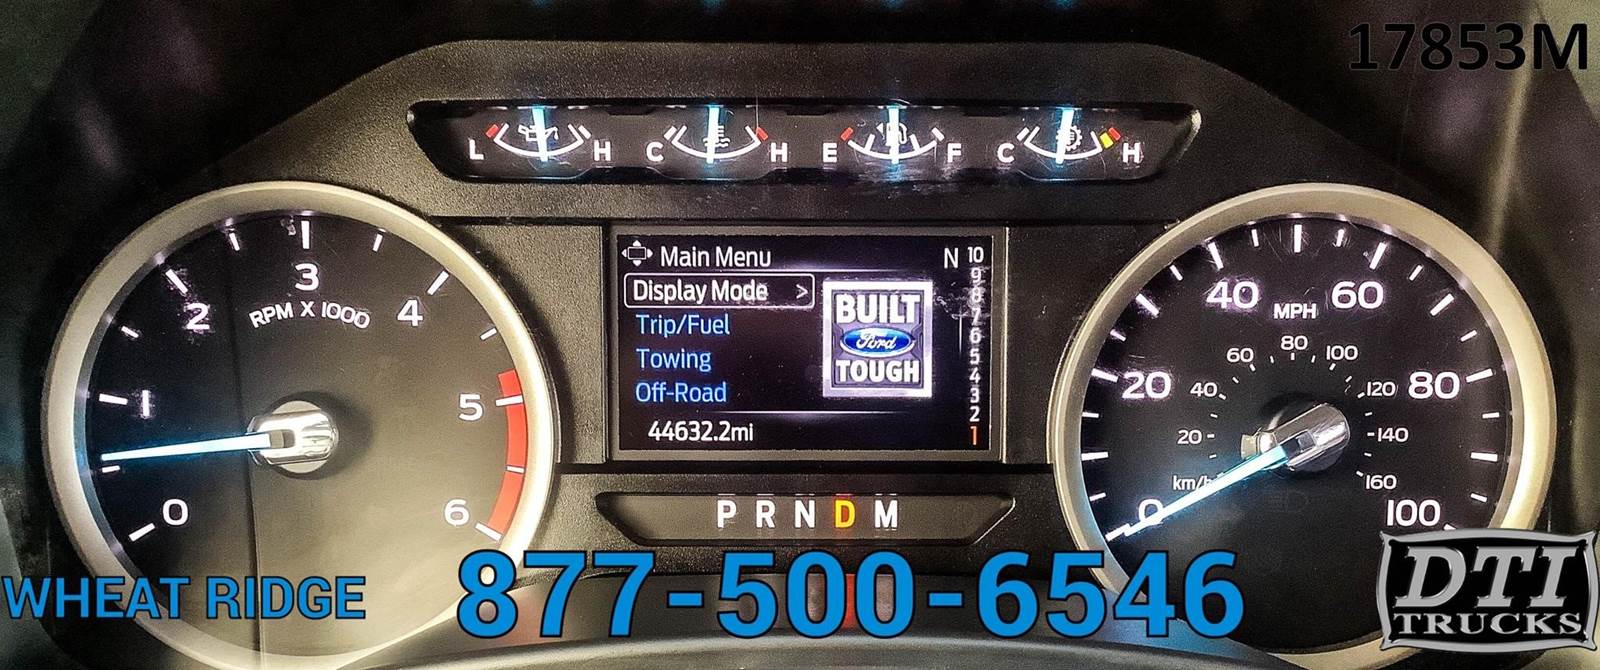 17853M
L H C H E F C H
Main Menu N 10
Display Mode >
Trip/Fuel
Towing
Off-Road
44632.2mi
BUILT
Ford
TOUGH
9
8
7
6
5
4
3
2
1
0 1 2 3 4 5 6
RPM X 1000
0 20 40 60 80 100
MPH
20 40 60 80 100 120 140 160
km/h
P R N D M
WHEAT RIDGE
877-500-6546
DTI
TRUCKS